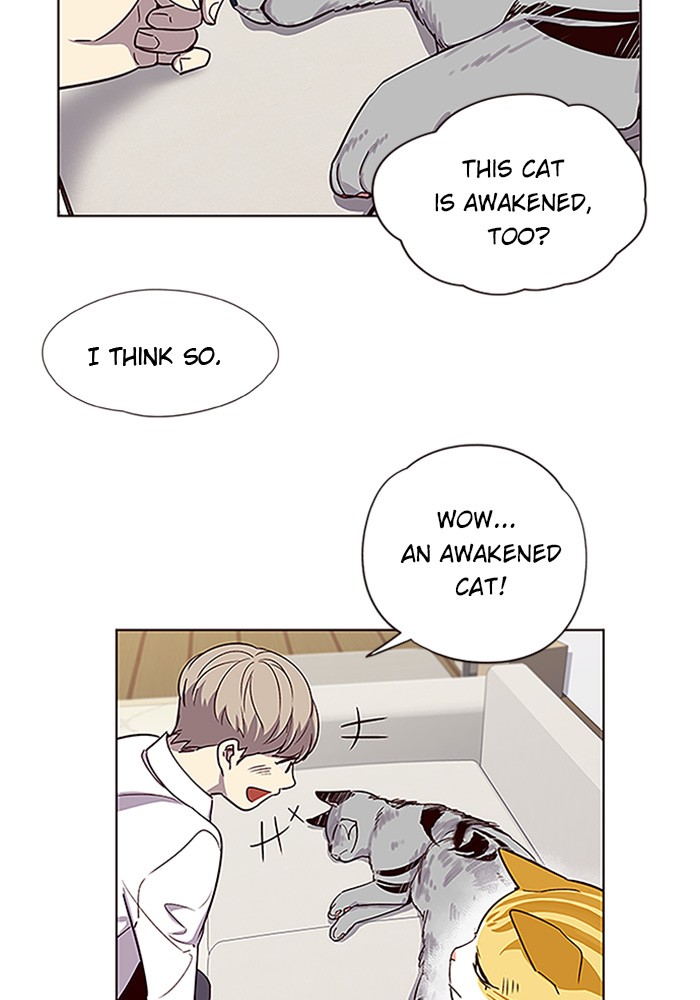 THIS CAT
IS AWAKENED,
TOO?
I THINK SO.
WOW...
AN AWAKENED
CAT!